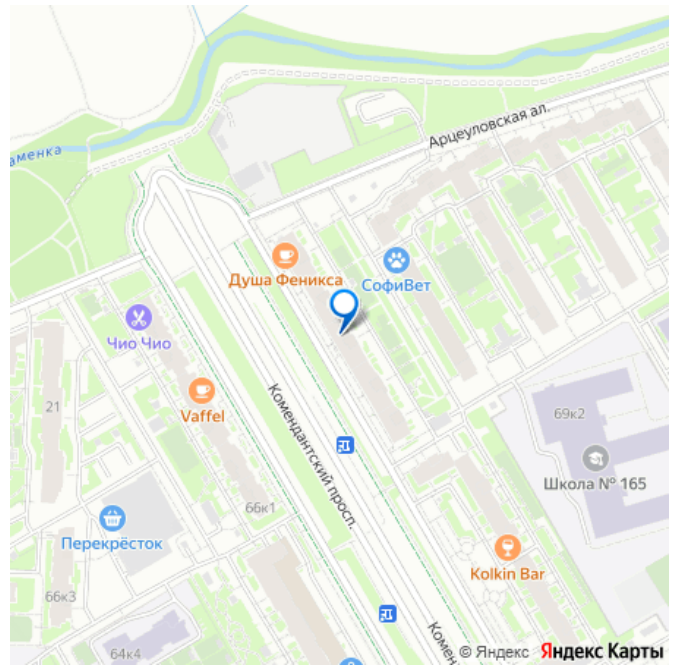 Арцеуловская ал.
аменка
Душа Феникса
СофиВет
Чио Чио
Vaffel
21
Комендантский просп.
69к2
Школа № 165
66к1
Перекрёсток
Kolkin Bar
66к3
64к4
Комен
© Яндекс Яндекс Карты